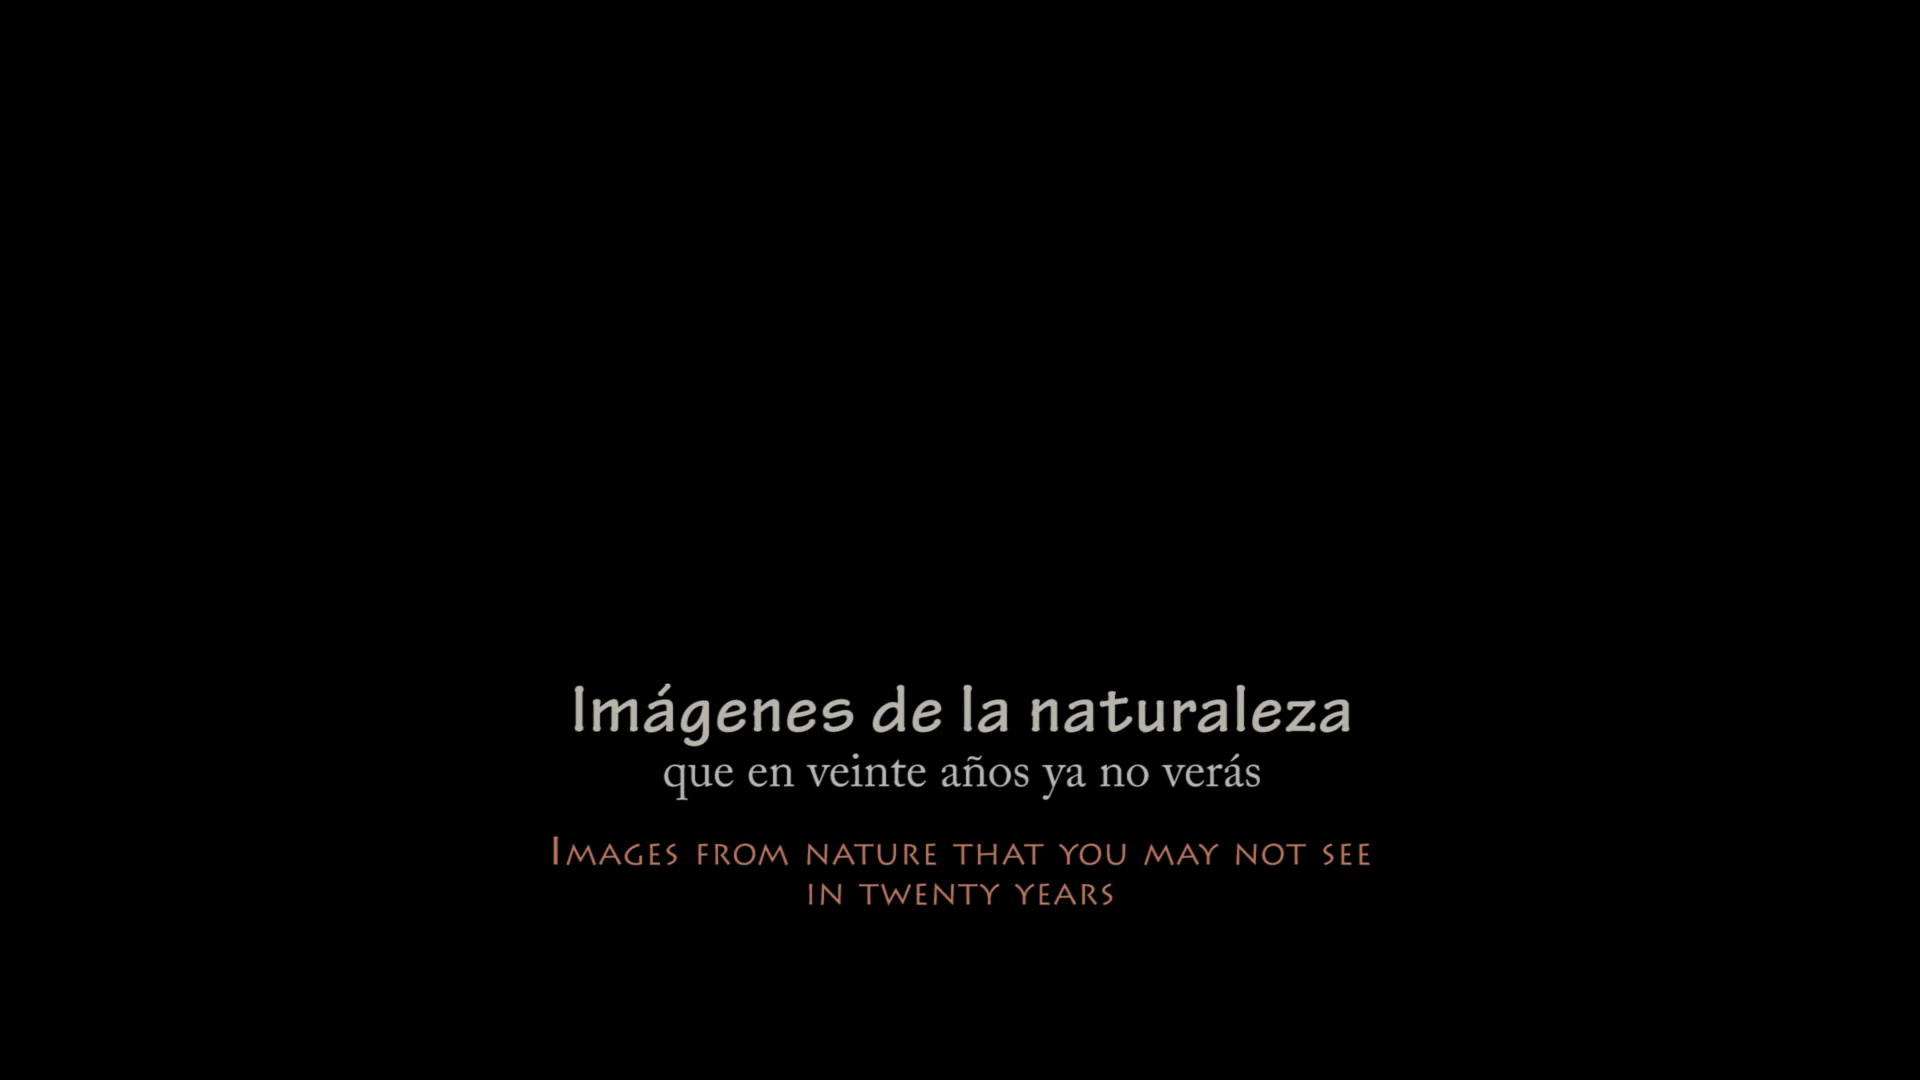 Imágenes de la naturaleza
que en veinte años ya no verás
Images from nature that you may not see
in twenty years